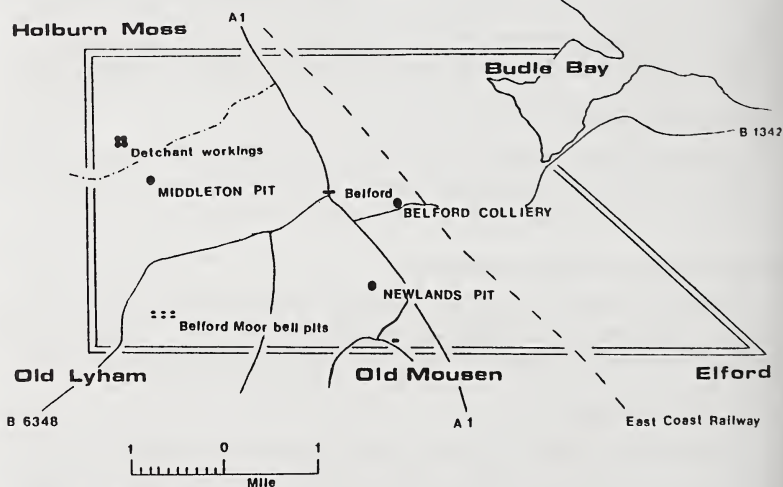 A1
Holburn Moss
Budle Bay
B 1342
Detchant workings
MIDDLETON PIT
Belford
BELFORD COLLIERY
NEWLANDS PIT
Belford Moor bell pits
Old Lyham
Old Mousen
Elford
B 6348
A1
East Coast Railway
1 0 1
Mile